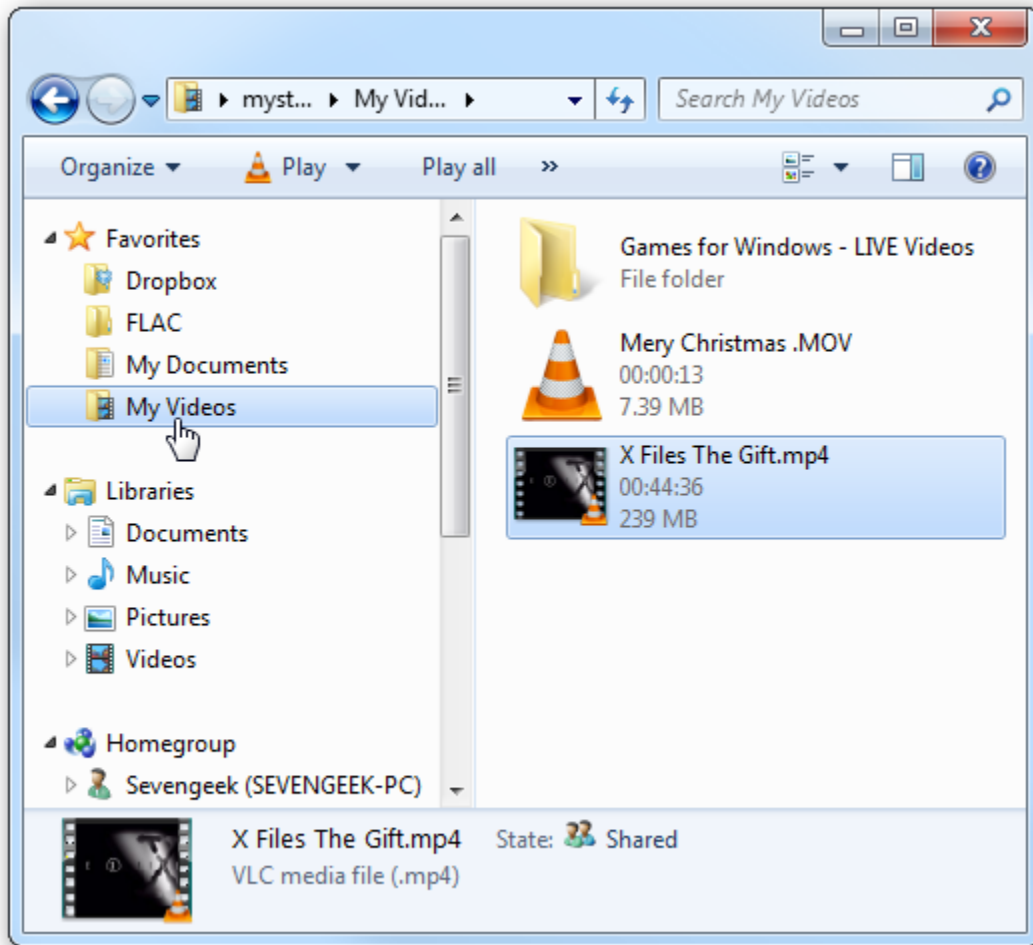 myst... My Vid...
Search My Videos
Organize Play Play all »
Favorites
Dropbox
FLAC
My Documents
My Videos
Libraries
Documents
Music
Pictures
Videos
Homegroup
Sevengeek (SEVENGEEK-PC)
Games for Windows - LIVE Videos
File folder
Mery Christmas .MOV
00:00:13
7.39 MB
X Files The Gift.mp4
00:44:36
239 MB
X Files The Gift.mp4 State: Shared
VLC media file (.mp4)